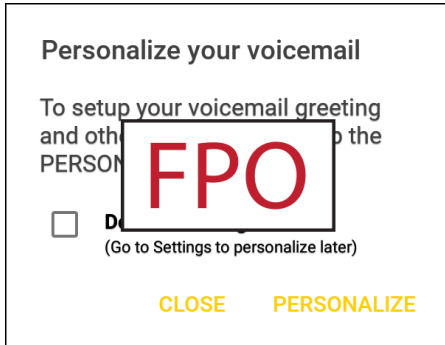 Personalize your voicemail
To setup your voicemail greeting
and the
PERSON
FPO
(Go to Settings to personalize later)
CLOSE PERSONALIZE